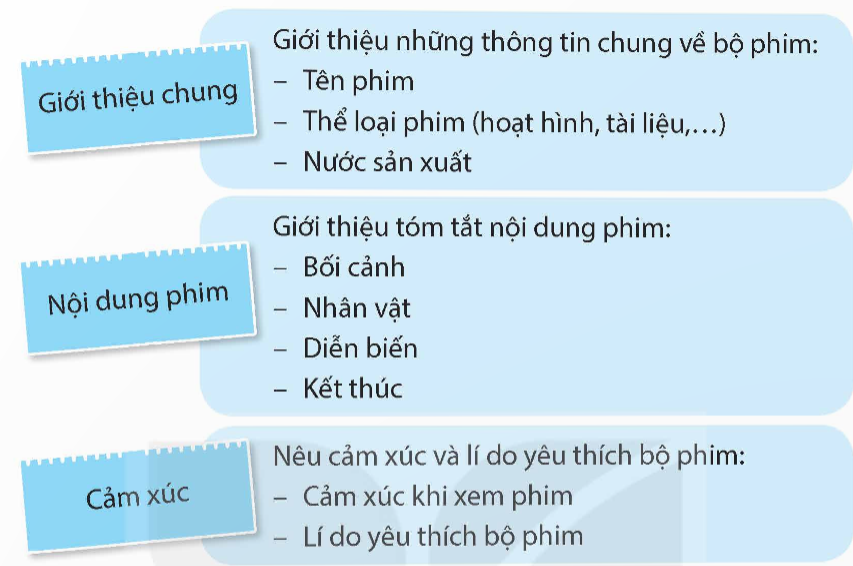 Giới thiệu chung
Giới thiệu những thông tin chung về bộ phim:
– Tên phim
– Thể loại phim (hoạt hình, tài liệu,…)
– Nước sản xuất
Nội dung phim
Giới thiệu tóm tắt nội dung phim:
– Bối cảnh
– Nhân vật
– Diễn biến
– Kết thúc
Cảm xúc
Nêu cảm xúc và lí do yêu thích bộ phim:
– Cảm xúc khi xem phim
– Lí do yêu thích bộ phim